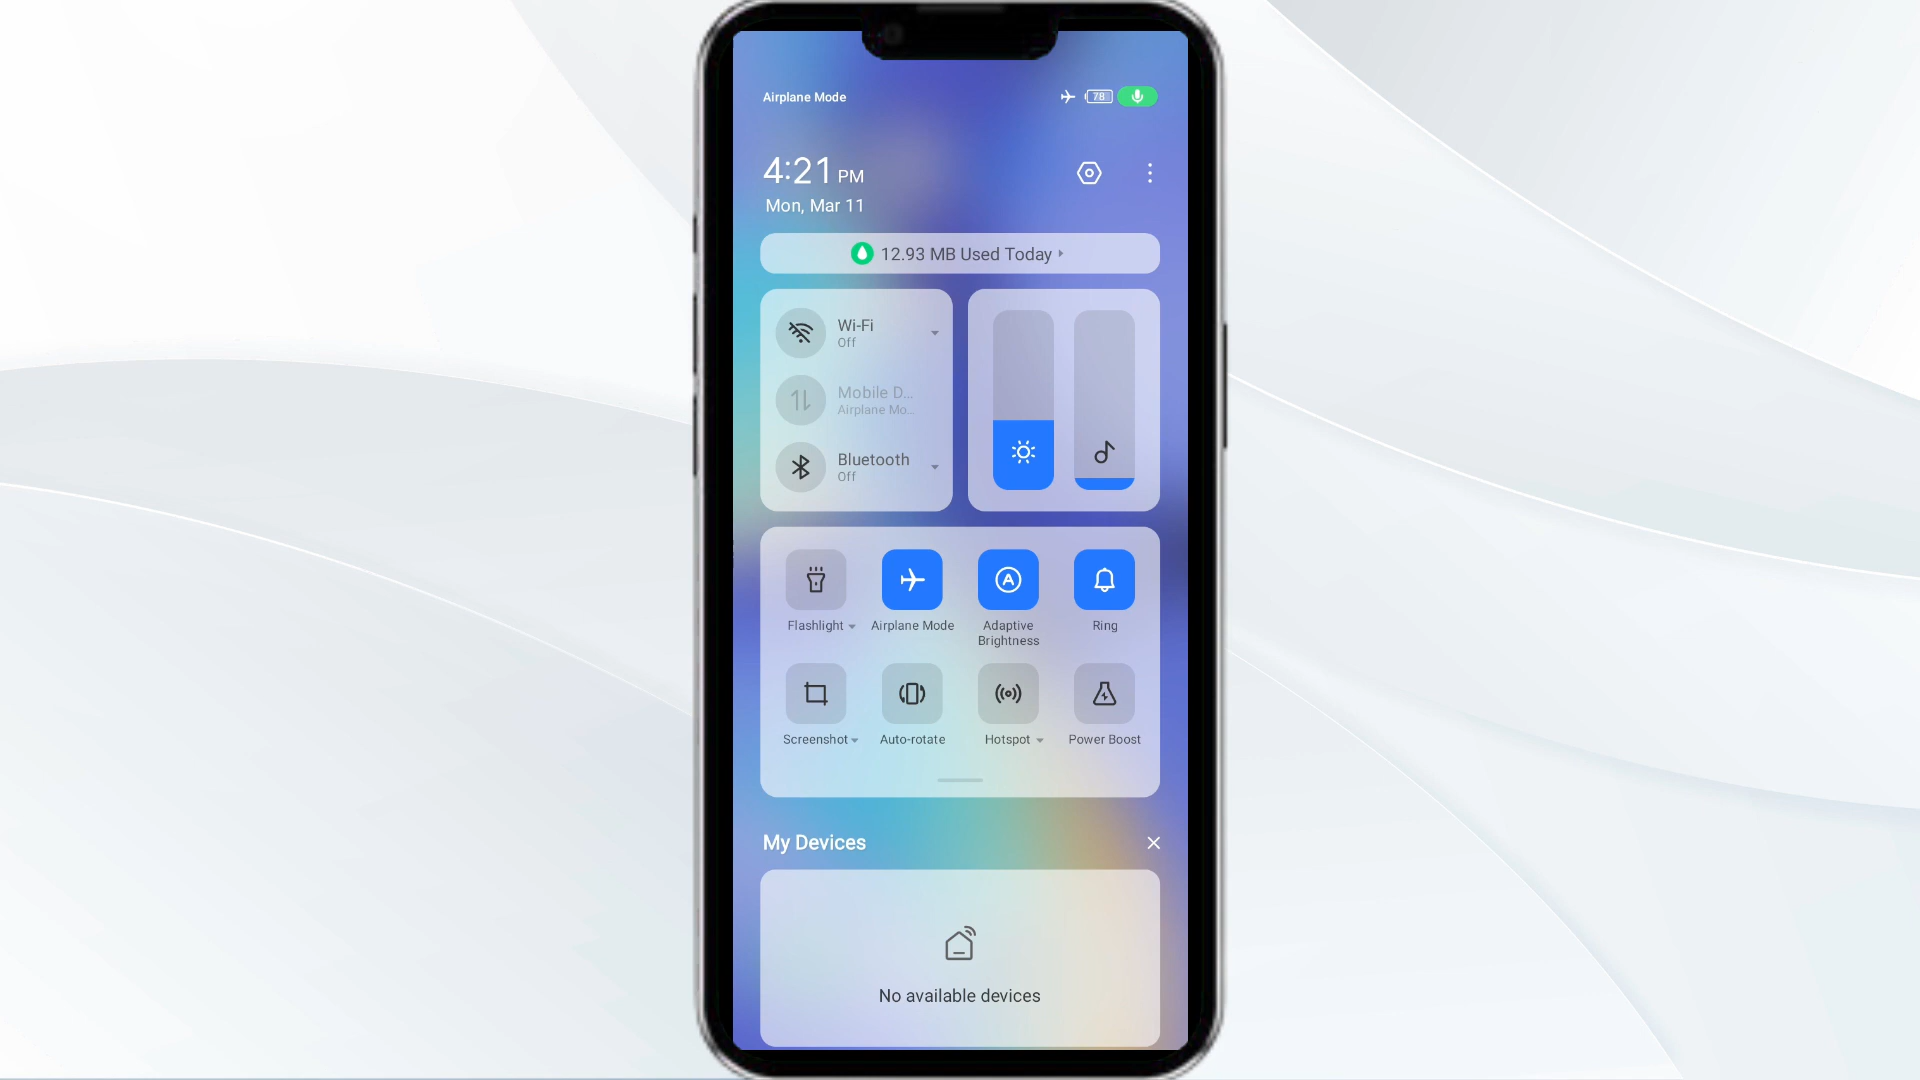 Airplane Mode
78
4:21 PM
Mon, Mar 11
12.93 MB Used Today
Wi-Fi
Off
Mobile D...
Airplane Mo...
Bluetooth
Off
Flashlight
Airplane Mode
Adaptive
Brightness
Ring
Screenshot
Auto-rotate
Hotspot
Power Boost
My Devices
No available devices